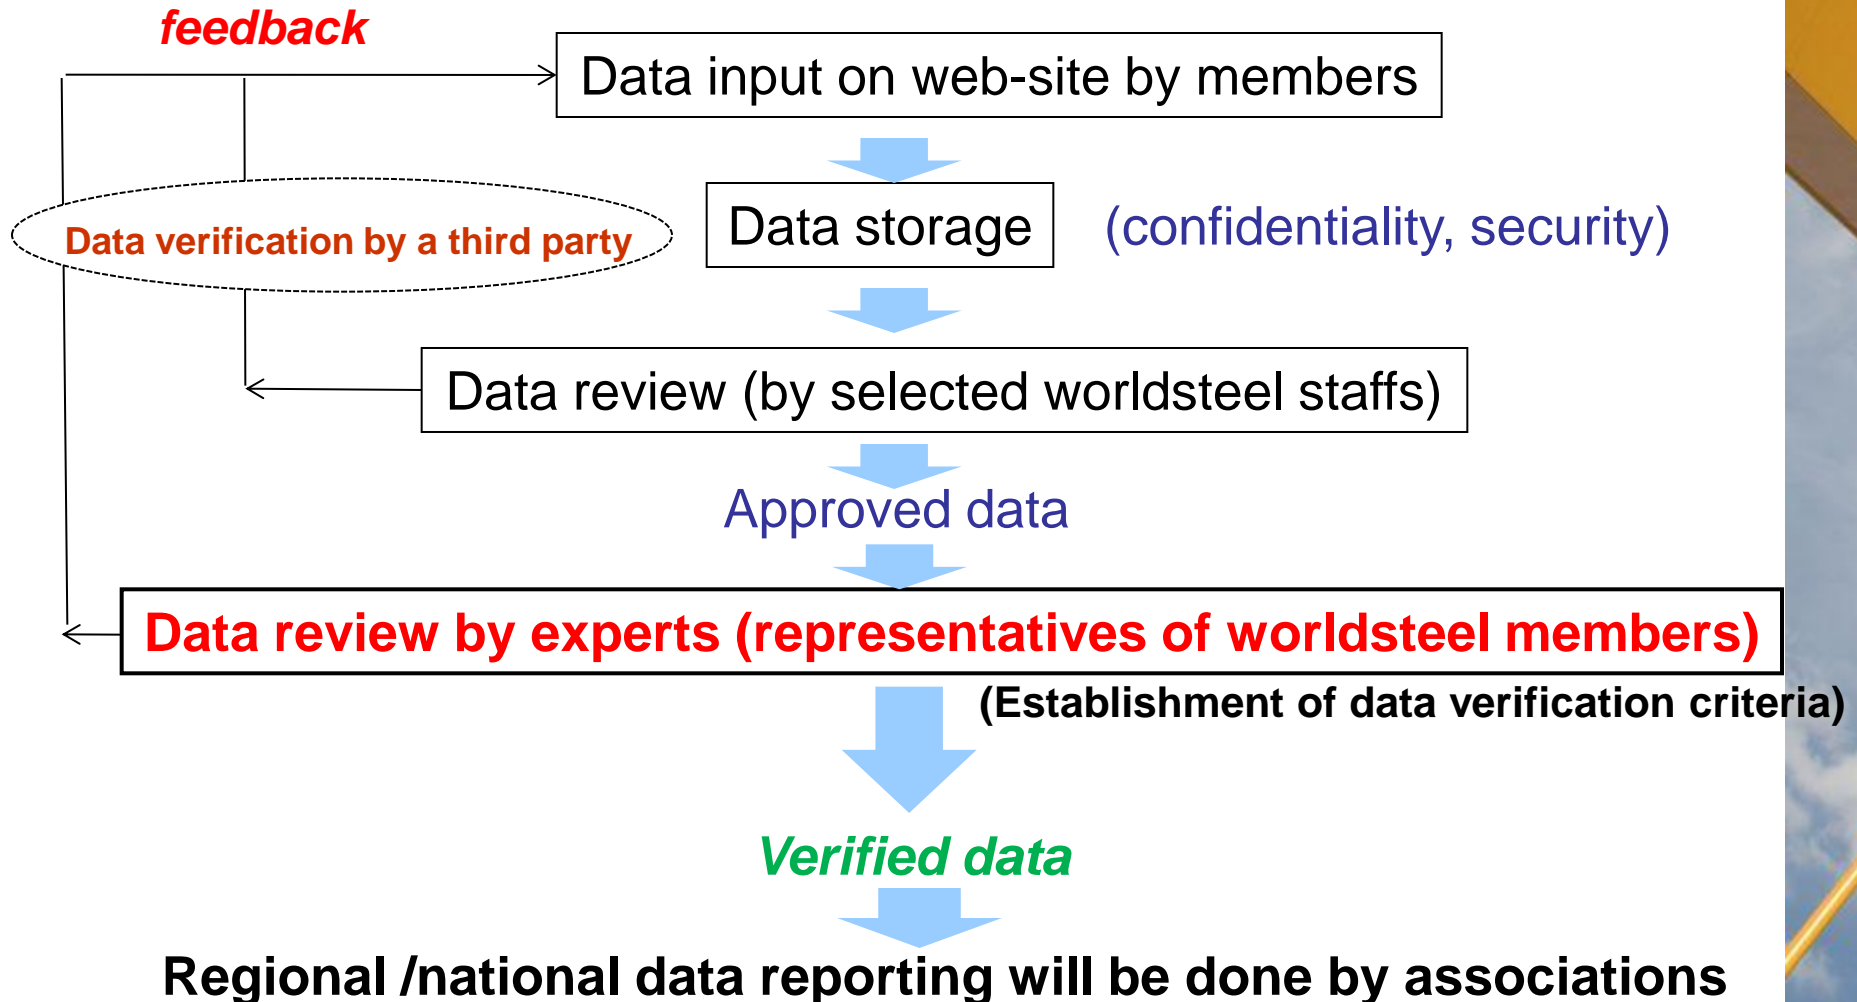 feedback
Data input on web-site by members
Data verification by a third party
Data storage
(confidentiality, security)
Data review (by selected worldsteel staffs)
Approved data
Data review by experts (representatives of worldsteel members)
(Establishment of data verification criteria)
Verified data
Regional /national data reporting will be done by associations